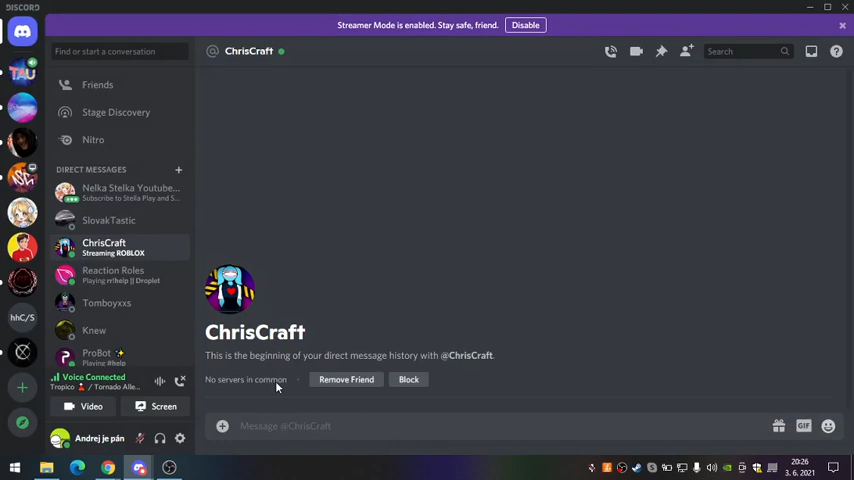 DISCORD
Streamer Mode is enabled. Stay safe, friend.
Disable
Find or start a conversation
ChrisCraft
Search
Friends
Stage Discovery
Nitro
DIRECT MESSAGES
Nelka Stelka Youtube...
Subscribe to Stella Play and S...
SlovakTastic
ChrisCraft
Streaming ROBLOX
Reaction Roles
Playing rr!help || Droplet
Tomboyxxs
Knew
ProBot
Playing #help
hhC/S
TAU
ChrisCraft
This is the beginning of your direct message history with @ChrisCraft.
No servers in common
Remove Friend
Block
Voice Connected
Tropico / Tornado Alle...
Video
Screen
Andrej je pán
Message @ChrisCraft
GIF
20:26
3. 6. 2021